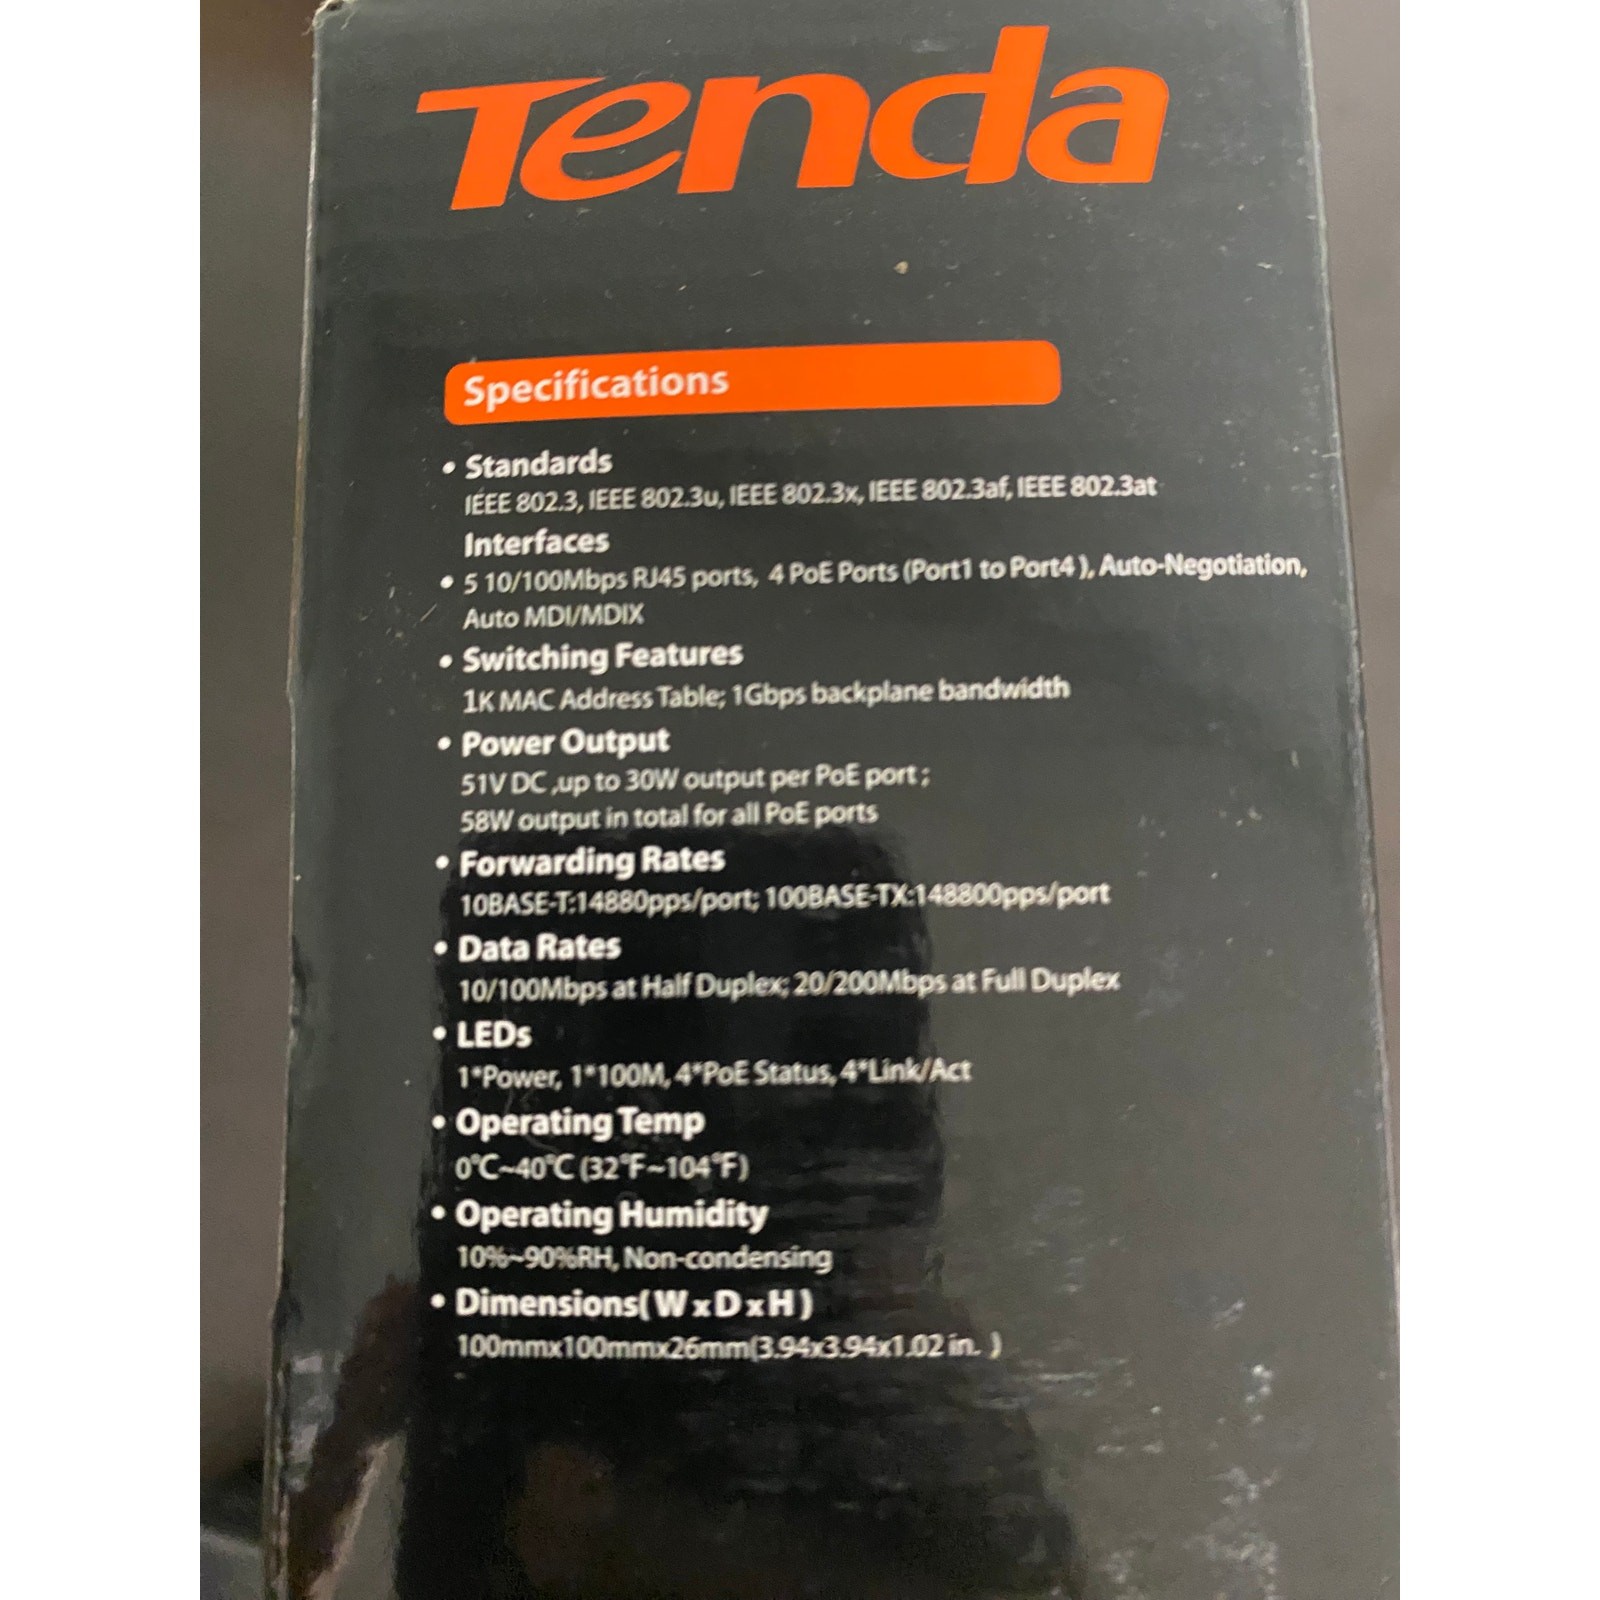 Tenda
Specifications
• Standards
IEEE 802.3, IEEE 802.3u, IEEE 802.3x, IEEE 802.3af, IEEE 802.3at
Interfaces
• 5 10/100Mbps RJ45 ports, 4 PoE Ports (Port1 to Port4 ), Auto-Negotiation,
Auto MDI/MDIX
• Switching Features
1K MAC Address Table; 1Gbps backplane bandwidth
• Power Output
51V DC ,up to 30W output per PoE port ;
58W output in total for all PoE ports
• Forwarding Rates
10BASE-T:14880pps/port; 100BASE-TX:148800pps/port
• Data Rates
10/100Mbps at Half Duplex; 20/200Mbps at Full Duplex
• LEDs
1*Power, 1*100M, 4*PoE Status, 4*Link/Act
• Operating Temp
0℃~40℃ (32℉~104℉)
• Operating Humidity
10%~90%RH, Non-condensing
• Dimensions( W x D x H )
100mmx100mmx26mm(3.94x3.94x1.02 in. )